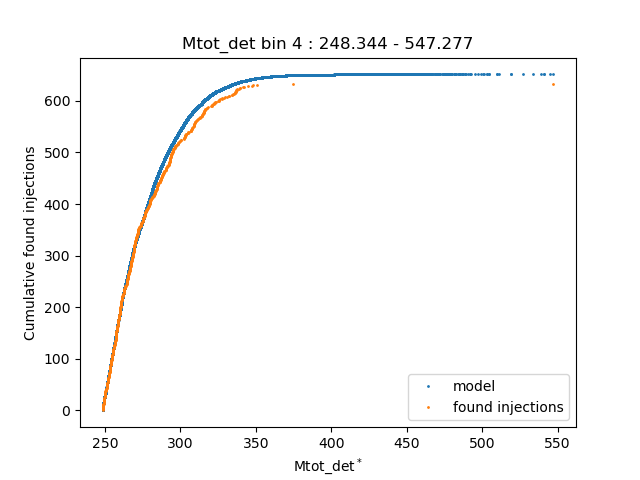 Mtot_det bin 4 : 248.344 - 547.277
Cumulative found injections
600
500
400
300
200
100
0
250 300 350 400 450 500 550
Mtot_det*
model
found injections